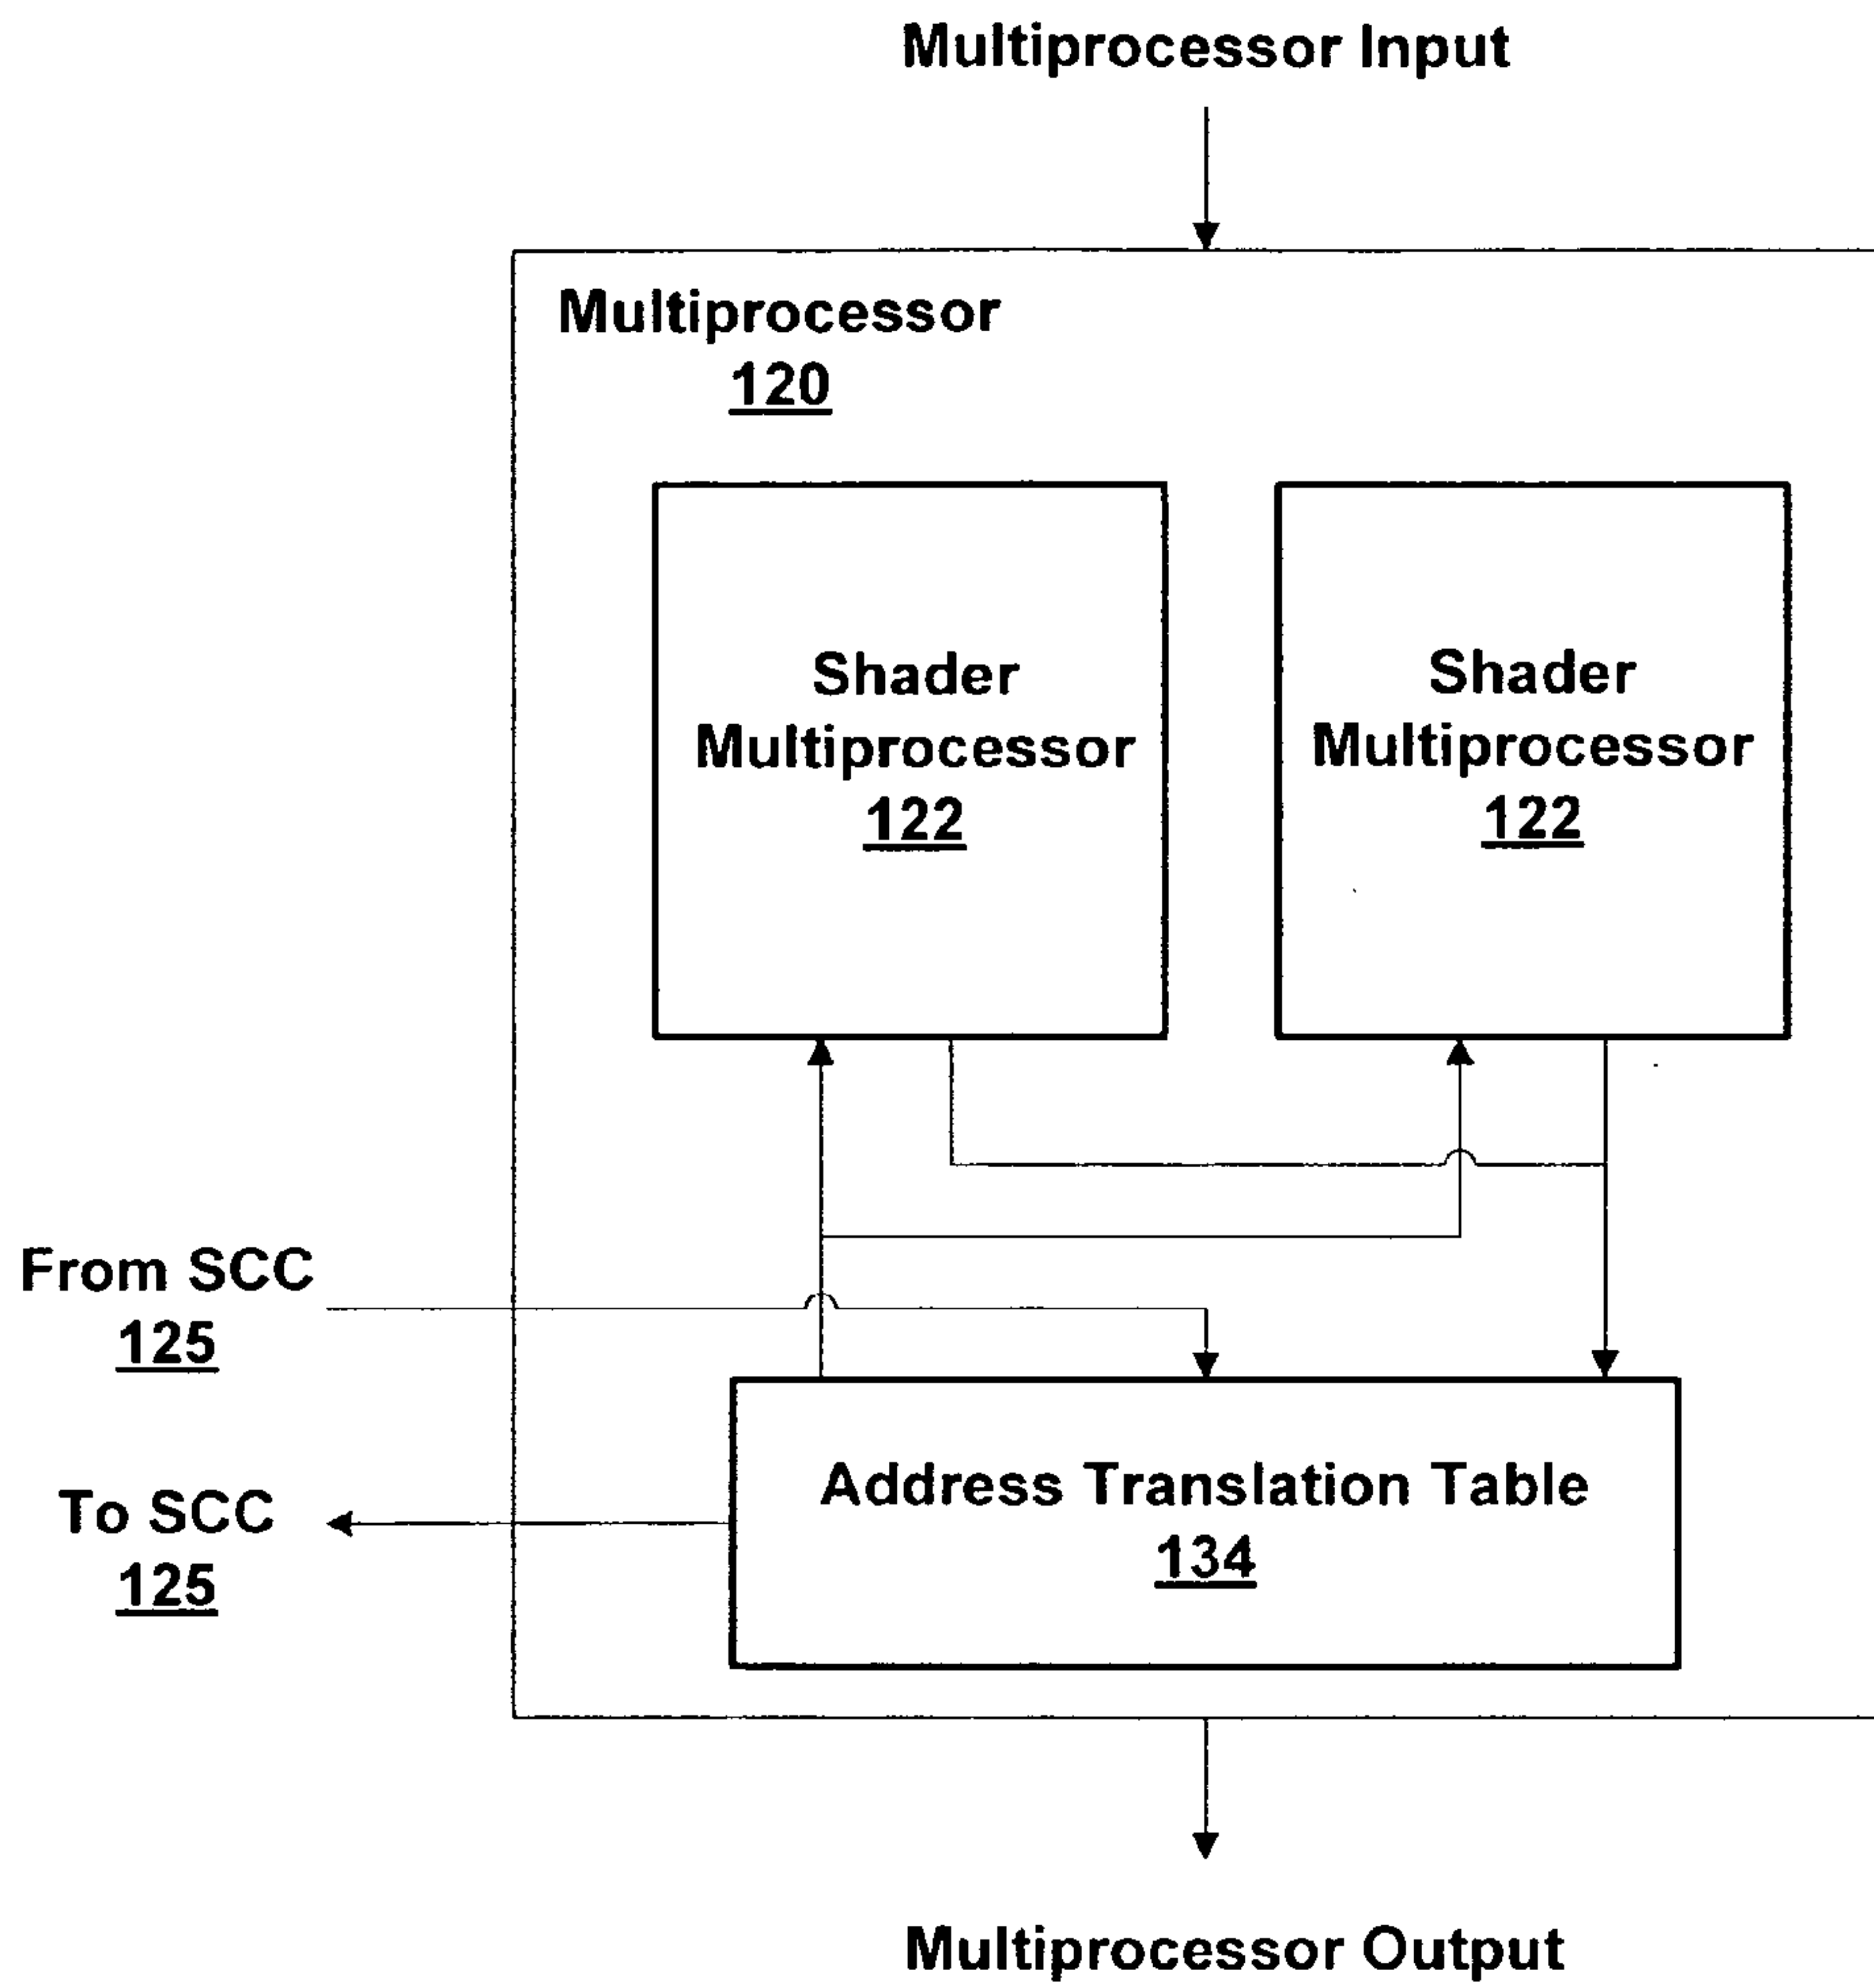 Multiprocessor Input
Multiprocessor
120
Shader
Multiprocessor
122
Shader
Multiprocessor
122
From SCC
125
To SCC
125
Address Translation Table
134
Multiprocessor Output